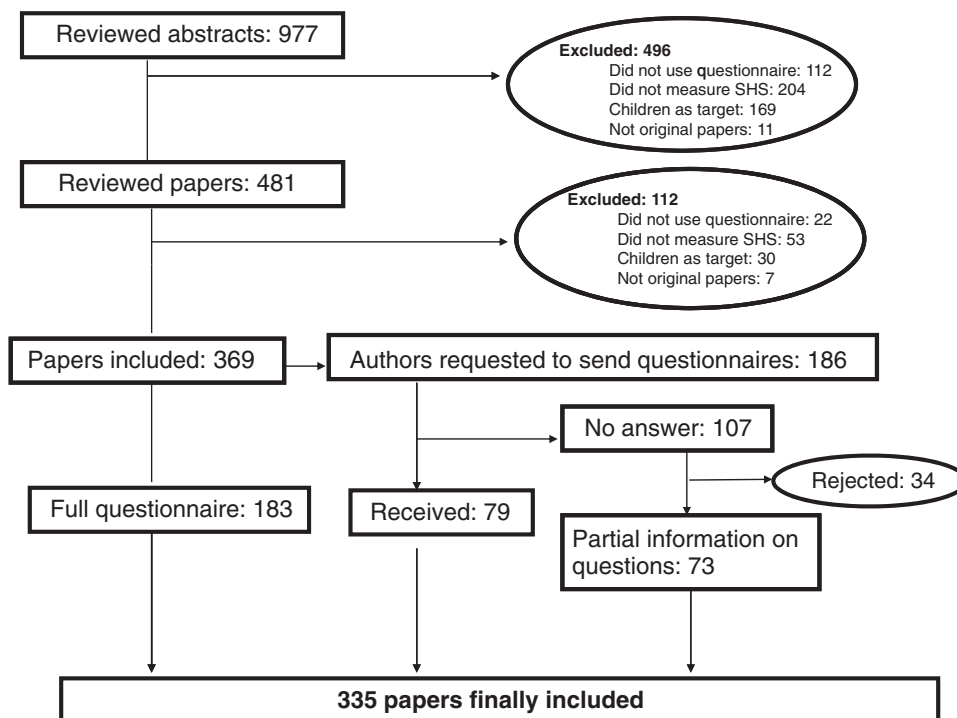 Reviewed abstracts: 977
Excluded: 496
Did not use questionnaire: 112
Did not measure SHS: 204
Children as target: 169
Not original papers: 11
Reviewed papers: 481
Excluded: 112
Did not use questionnaire: 22
Did not measure SHS: 53
Children as target: 30
Not original papers: 7
Papers included: 369
Authors requested to send questionnaires: 186
No answer: 107
Rejected: 34
Full questionnaire: 183
Received: 79
Partial information on
questions: 73
335 papers finally included